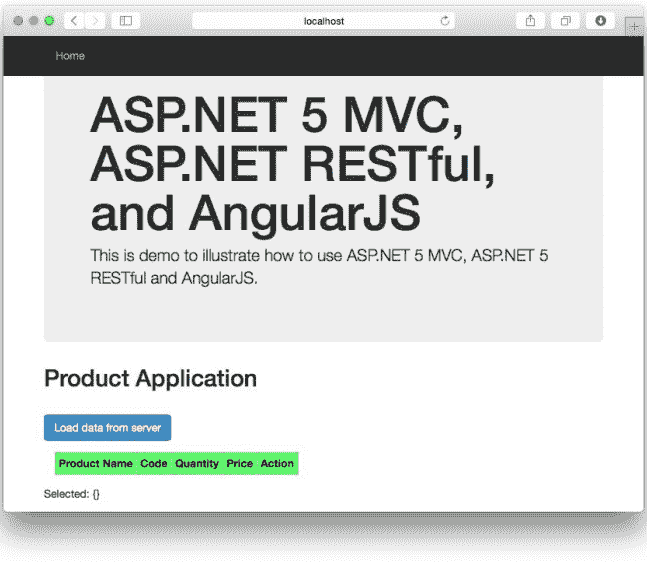 localhost
Home
ASP.NET 5 MVC,
ASP.NET RESTful,
and AngularJS
This is demo to illustrate how to use ASP.NET 5 MVC, ASP.NET 5
RESTful and AngularJS.
Product Application
Load data from server
Product Name Code Quantity Price Action
Selected: {}